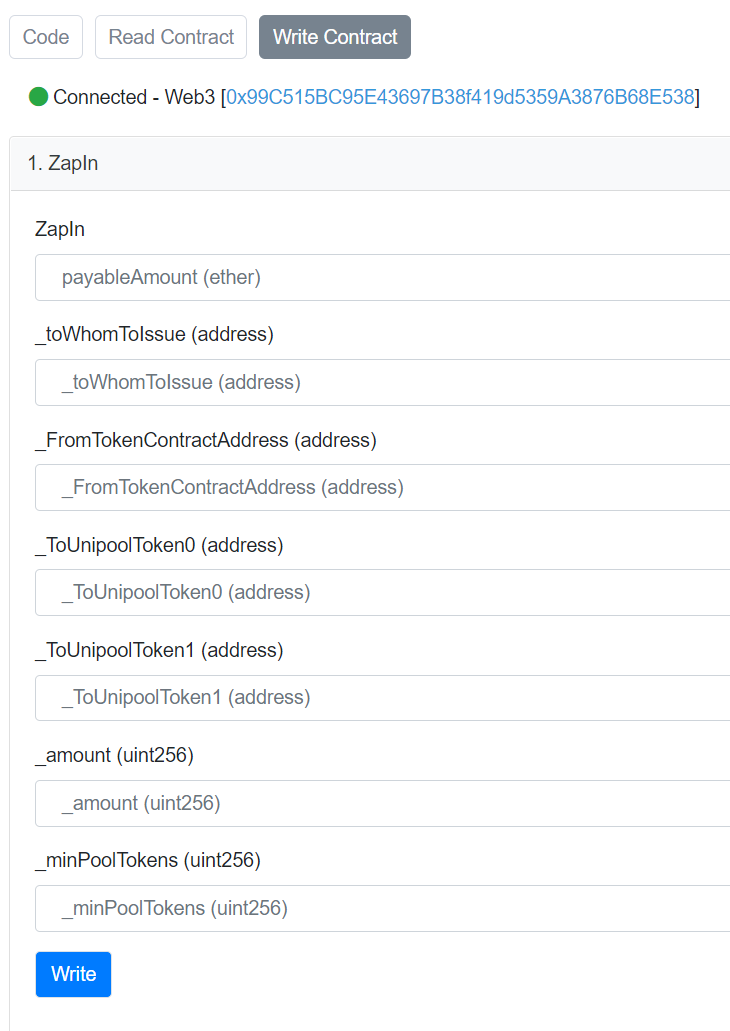 Code Read Contract Write Contract
Connected - Web3 [0x99C515BC95E43697B38f419d5359A3876B68E538]
1. ZapIn
ZapIn
payableAmount (ether)
_toWhomToIssue (address)
_toWhomToIssue (address)
_FromTokenContractAddress (address)
_FromTokenContractAddress (address)
_ToUnipoolToken0 (address)
_ToUnipoolToken0 (address)
_ToUnipoolToken1 (address)
_ToUnipoolToken1 (address)
_amount (uint256)
_amount (uint256)
_minPoolTokens (uint256)
_minPoolTokens (uint256)
Write